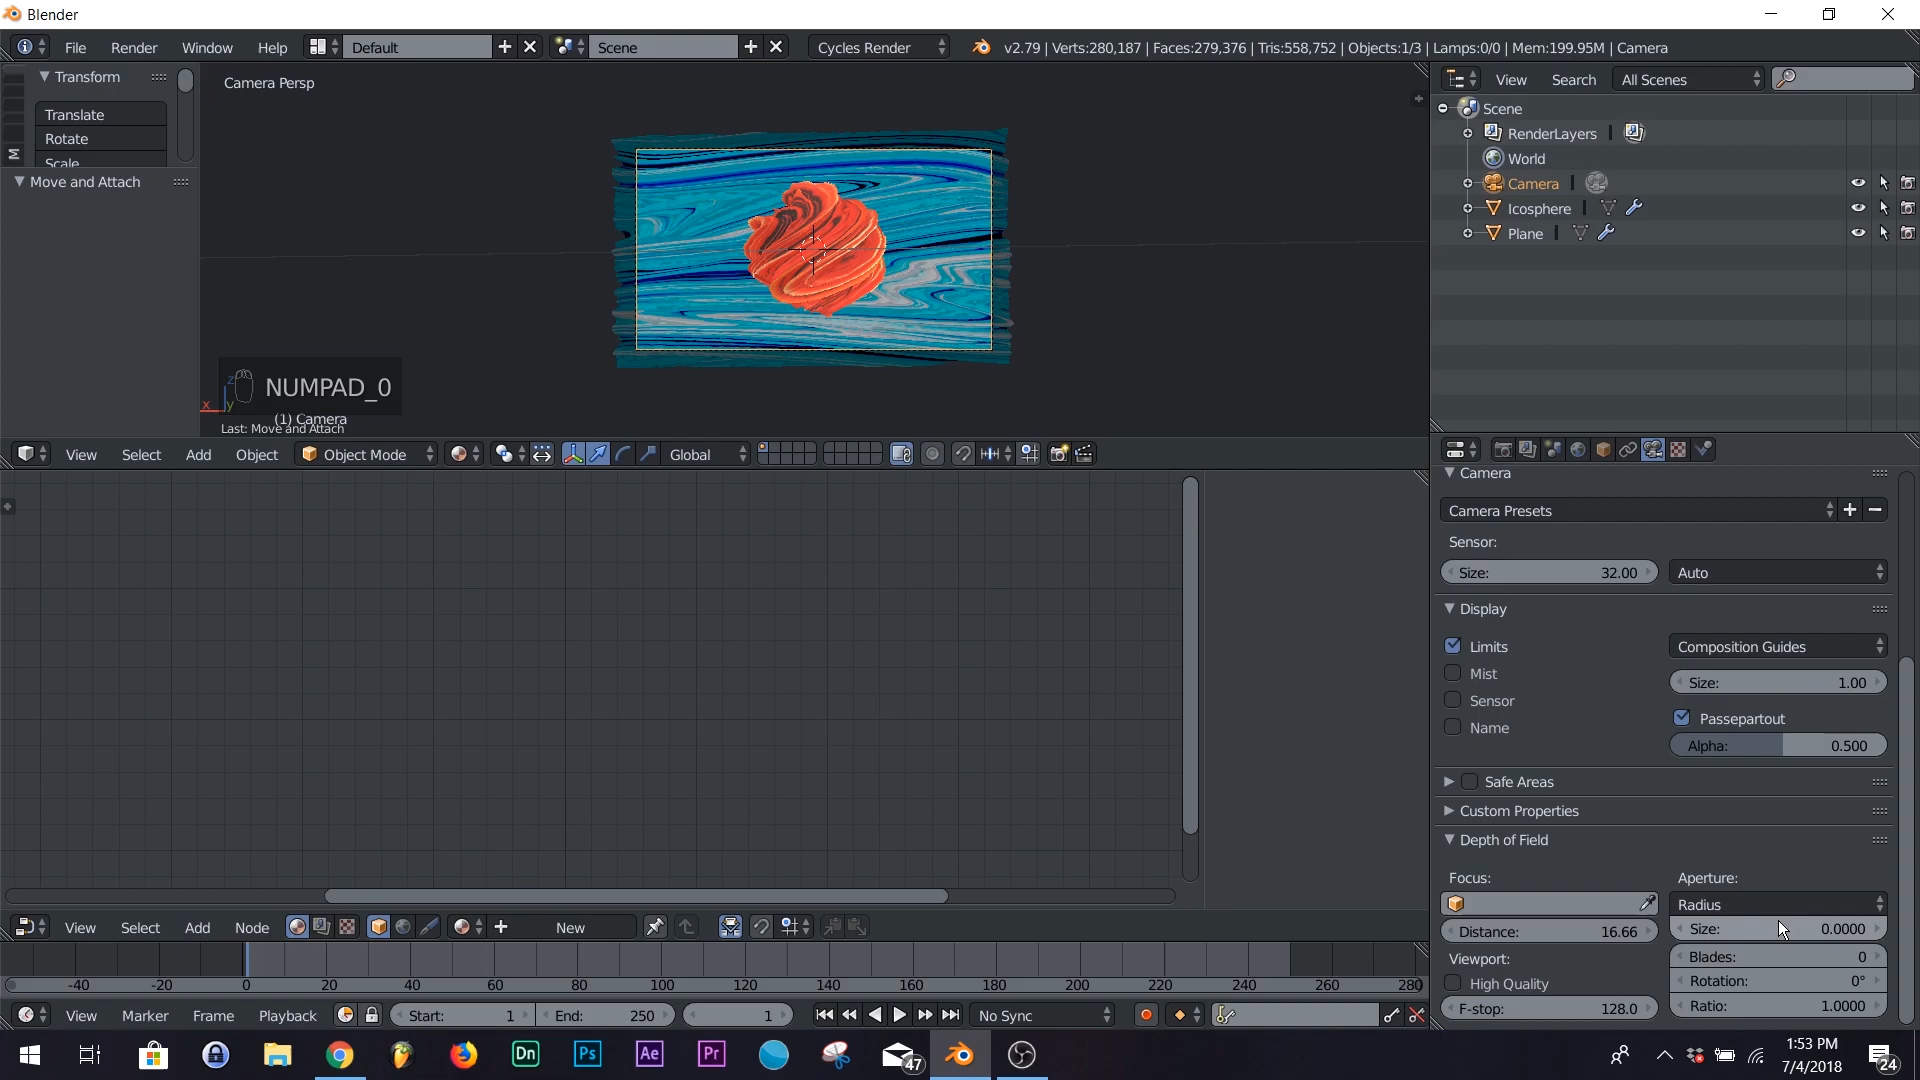 Blender
File Render Window Help Default Scene Cycles Render v2.79 | Verts:280,187 | Faces:279,376 | Tris:558,752 | Objects:1/3 | Lamps:0/0 | Mem:199.95M | Camera
Transform
Translate
Rotate
Scale
Move and Attach
Camera Persp
NUMPAD_0
z
x y
(1) Camera
Last: Move and Attach
View Search All Scenes
Scene
RenderLayers
World
Camera
Icosphere
Plane
View Select Add Object Object Mode Global
Camera
Camera Presets
Sensor:
Size: 32.00 Auto
Display
Limits Composition Guides
Mist Size: 1.00
Sensor Passepartout
Name Alpha: 0.500
Safe Areas
Custom Properties
Depth of Field
Focus: Aperture:
Radius
Distance: 16.66 Size: 0.0000
Viewport: Blades: 0
High Quality Rotation: 0°
F-stop: 128.0 Ratio: 1.0000
View Select Add Node New
-40 -20 0 20 40 60 80 100 120 140 160 180 200 220 240 260 280
View Marker Frame Playback Start: 1 End: 250 1 No Sync
Dn Ps Ae Pr 47
1:53 PM
7/4/2018
24